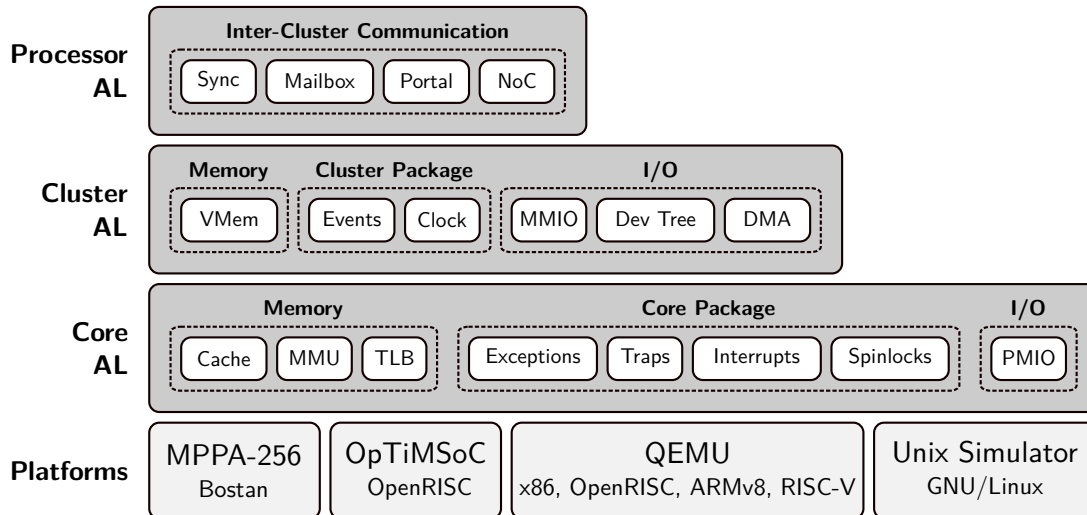 Processor
AL
Inter-Cluster Communication
Sync Mailbox Portal NoC
Cluster
AL
Memory Cluster Package I/O
VMem Events Clock MMIO Dev Tree DMA
Core
AL
Memory Core Package I/O
Cache MMU TLB Exceptions Traps Interrupts Spinlocks PMIO
Platforms
MPPA-256 OpTiMSoC QEMU Unix Simulator
Bostan OpenRISC x86, OpenRISC, ARMv8, RISC-V GNU/Linux